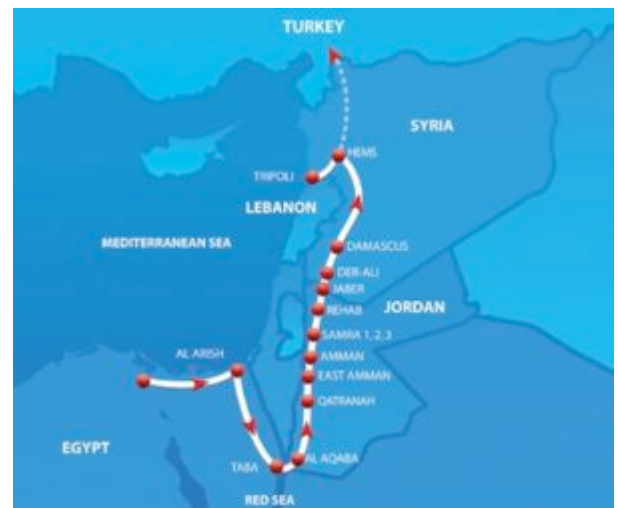 TURKEY
SYRIA
HEMS
TRIPOLI
LEBANON
MEDITERRANEAN SEA
DAMASCUS
DER-ALI
JABER
JORDAN
REHAB
SAMRA 1, 2, 3
AL ARISH
AMMAN
EAST AMMAN
QATRANAH
EGYPT
TABA
AL AQABA
RED SEA